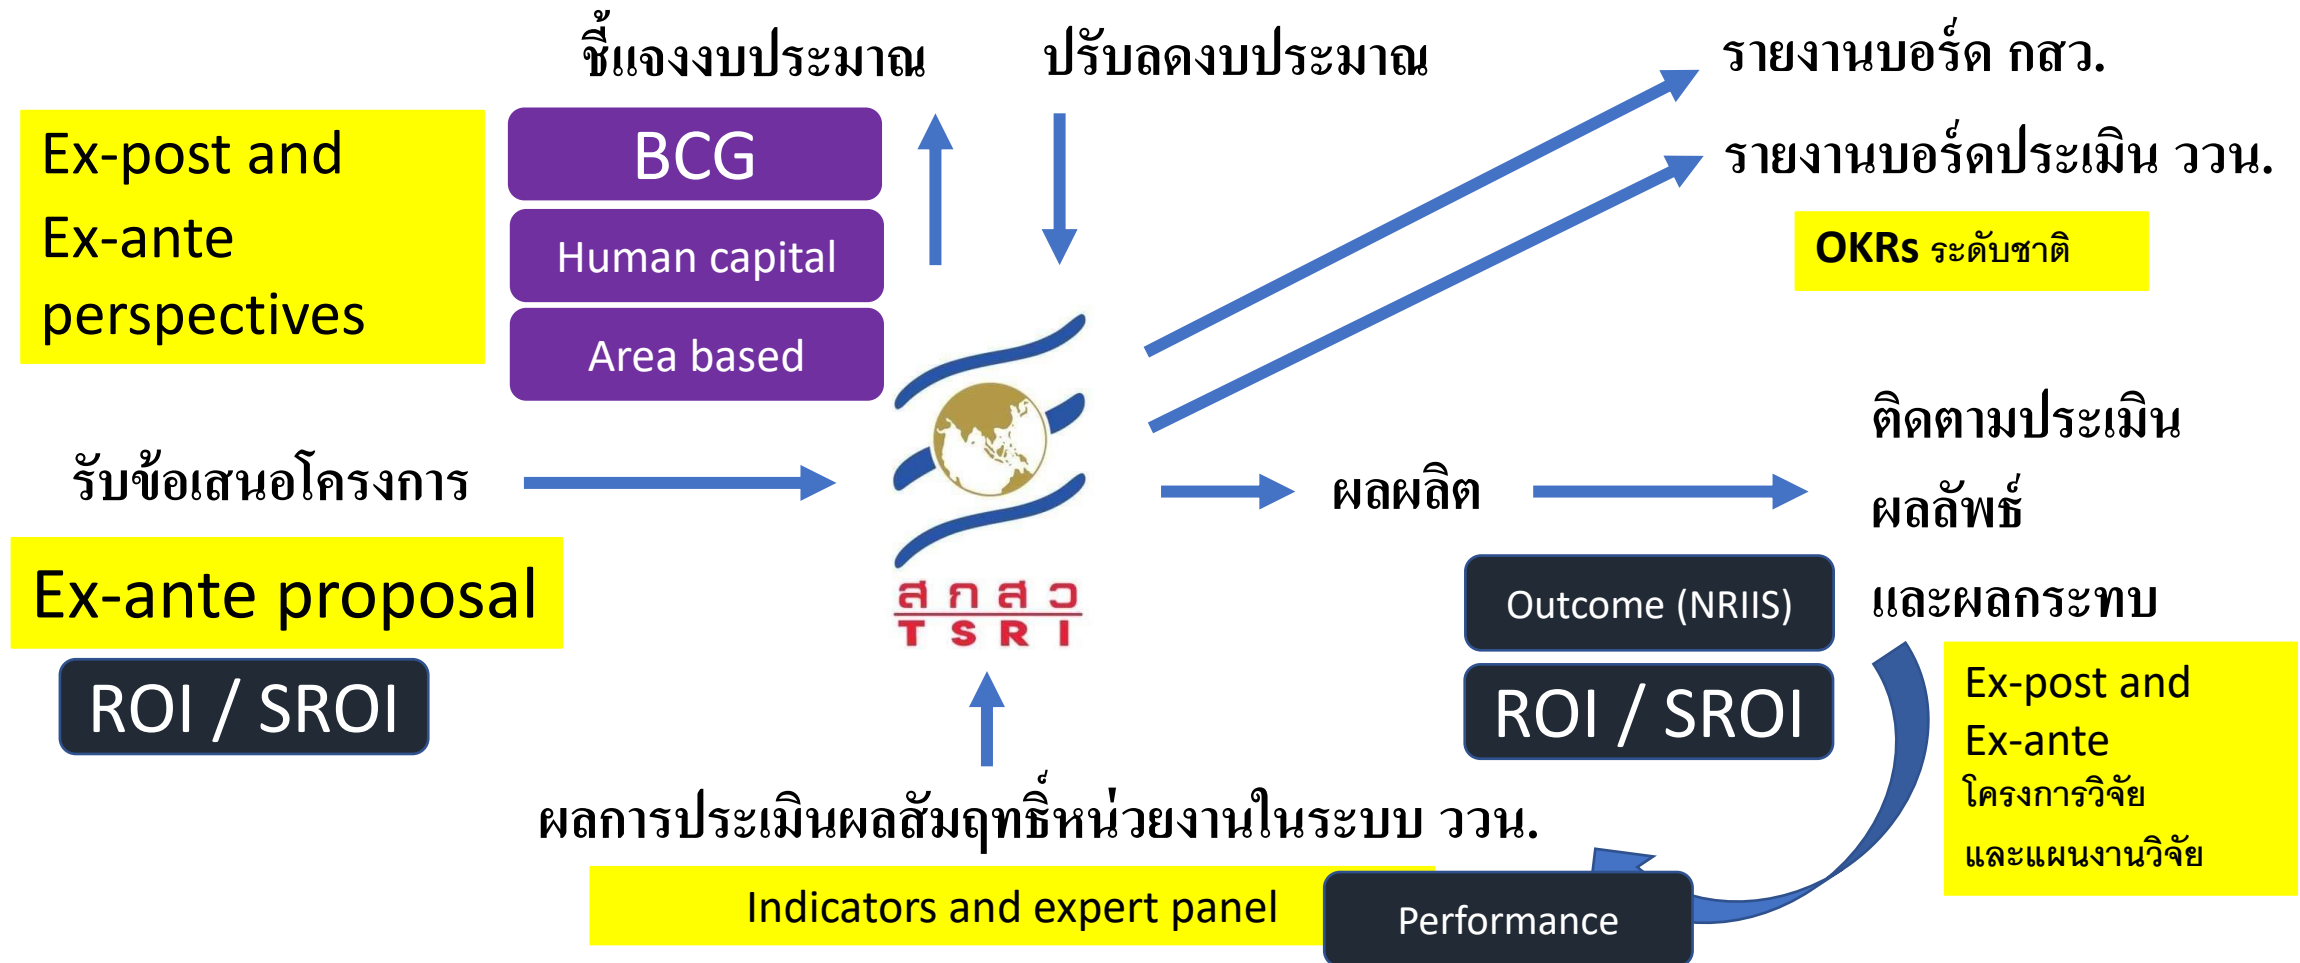 ชี้แจงงบประมาณ
ปรับลดงบประมาณ
รายงานบอร์ด กสว.
รายงานบอร์ดประเมิน ววน.
OKRs ระดับชาติ
Ex-post and
Ex-ante
perspectives
BCG
Human capital
Area based
รับข้อเสนอโครงการ
Ex-ante proposal
ROI / SROI
สกสว
TSRI
ผลผลิต
ติดตามประเมิน
ผลลัพธ์
และผลกระทบ
Outcome (NRIIS)
ROI / SROI
Ex-post and
Ex-ante
โครงการวิจัย
และแผนงานวิจัย
ผลการประเมินผลสัมฤทธิ์หน่วยงานในระบบ ววน.
Indicators and expert panel
Performance